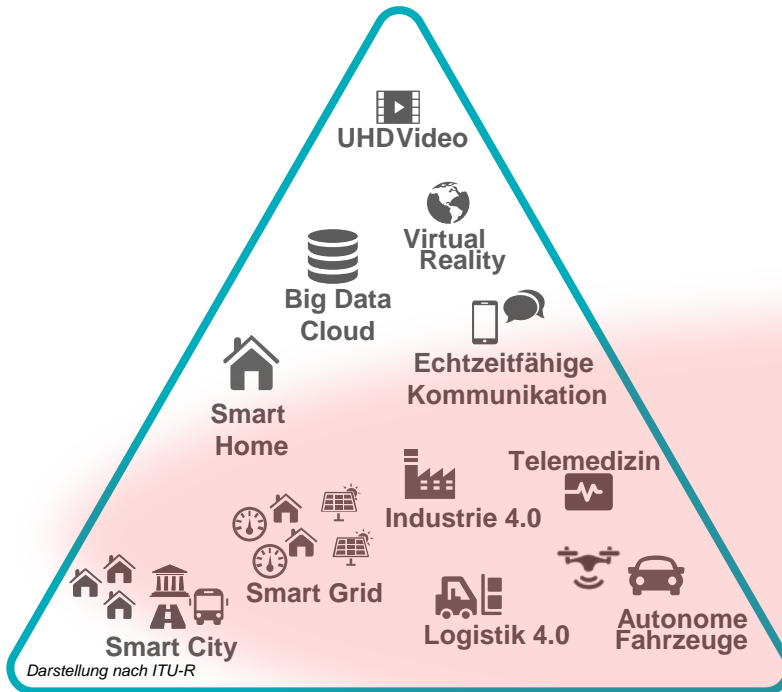 UHDVideo
Virtual
Reality
Big Data
Cloud
Echtzeitfähige
Kommunikation
Smart
Home
Telemedizin
Industrie 4.0
Smart Grid
Autonome
Fahrzeuge
Logistik 4.0
Smart City
Darstellung nach ITU-R